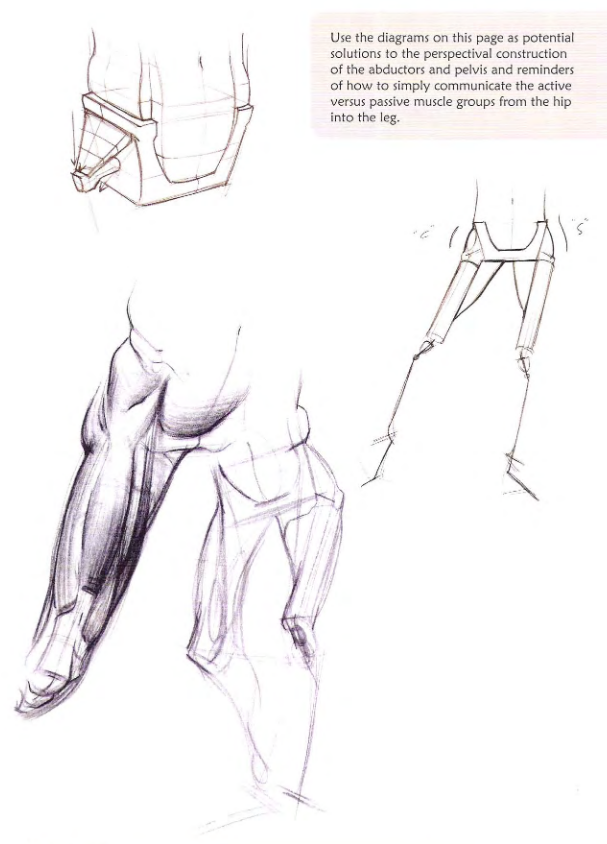 Use the diagrams on this page as potential
solutions to the perspectival construction
of the abductors and pelvis and reminders
of how to simply communicate the active
versus passive muscle groups from the hip
into the leg.
"C"
"S"